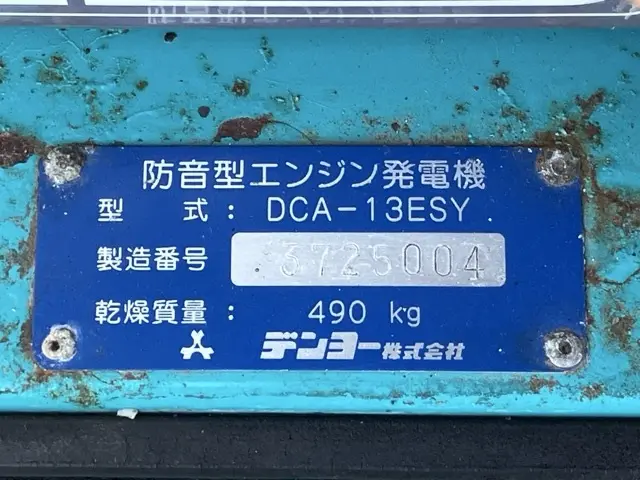 防音型エンジン発電機
型 式: DCA-13ESY
製造番号 3725004
乾燥質量: 490 kg
デンヨー株式会社